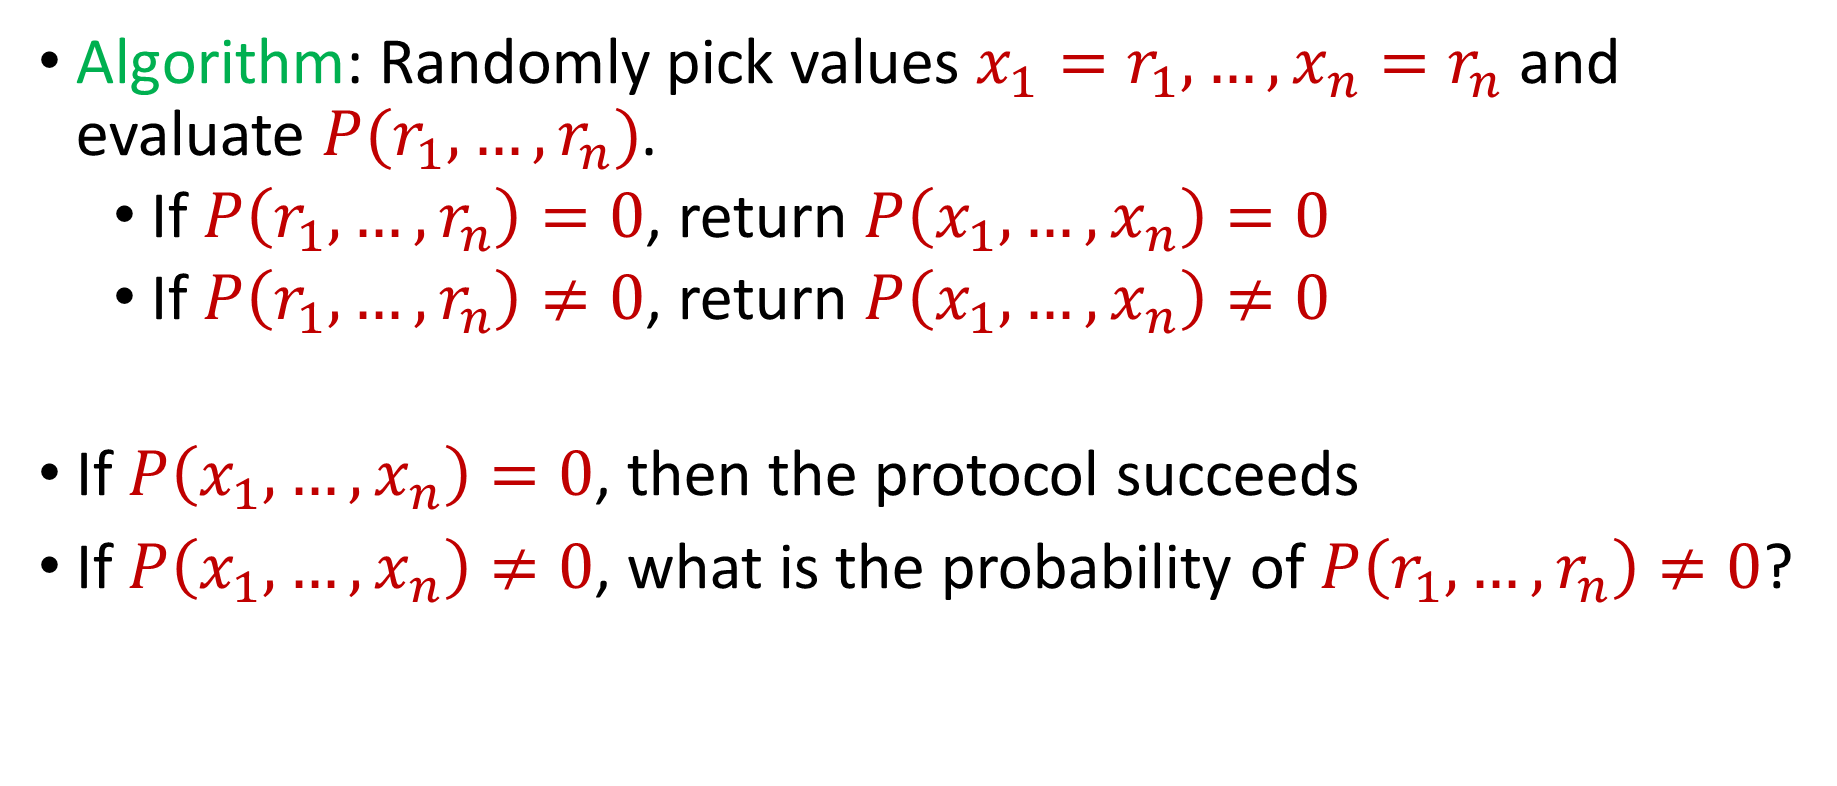 • Algorithm: Randomly pick values x₁ = r₁, … , xₙ = rₙ and
evaluate P(r₁, … , rₙ).
• If P(r₁, … , rₙ) = 0, return P(x₁, … , xₙ) = 0
• If P(r₁, … , rₙ) ≠ 0, return P(x₁, … , xₙ) ≠ 0
• If P(x₁, … , xₙ) = 0, then the protocol succeeds
• If P(x₁, … , xₙ) ≠ 0, what is the probability of P(r₁, … , rₙ) ≠ 0?